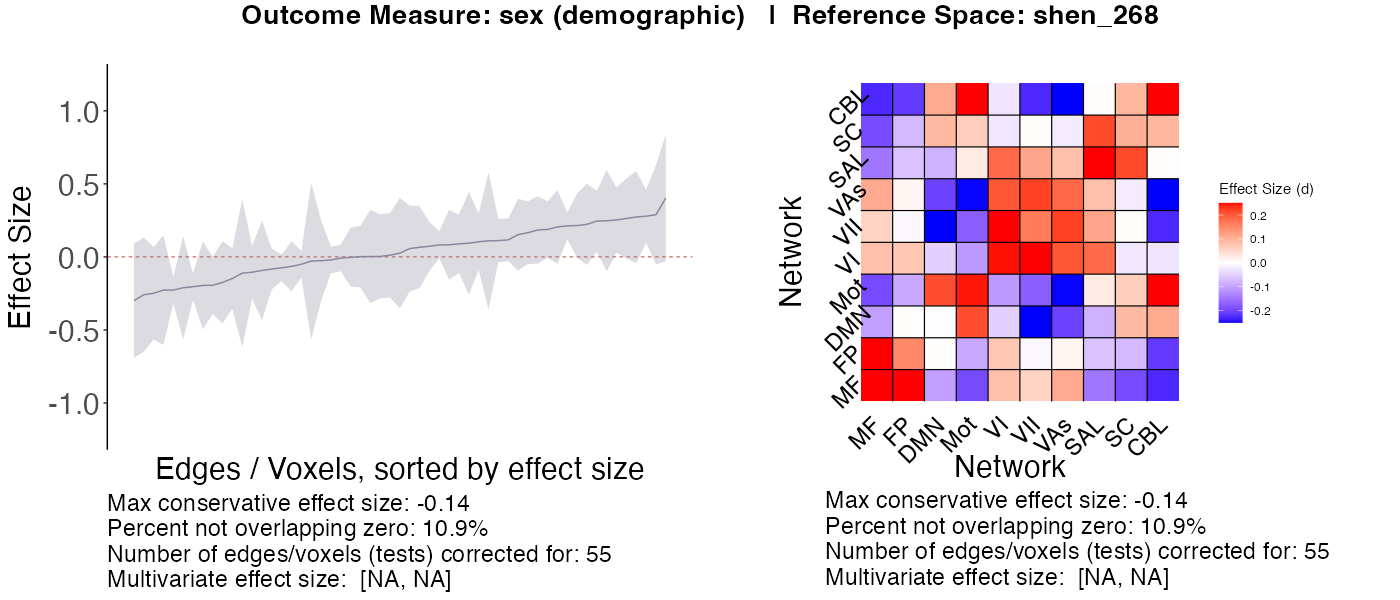 Outcome Measure: sex (demographic) | Reference Space: shen_268
1.0
0.5
0.0
-0.5
-1.0
Effect Size
Edges / Voxels, sorted by effect size
Max conservative effect size: -0.14
Percent not overlapping zero: 10.9%
Number of edges/voxels (tests) corrected for: 55
Multivariate effect size:  [NA, NA]
Network
CBL
SC
SAL
VAs
VII
VI
Mot
DMN
FP
MF
MF
FP
DMN
Mot
VI
VII
VAs
SAL
SC
CBL
Network
Effect Size (d)
0.2
0.1
0.0
-0.1
-0.2
Max conservative effect size: -0.14
Percent not overlapping zero: 10.9%
Number of edges/voxels (tests) corrected for: 55
Multivariate effect size:  [NA, NA]